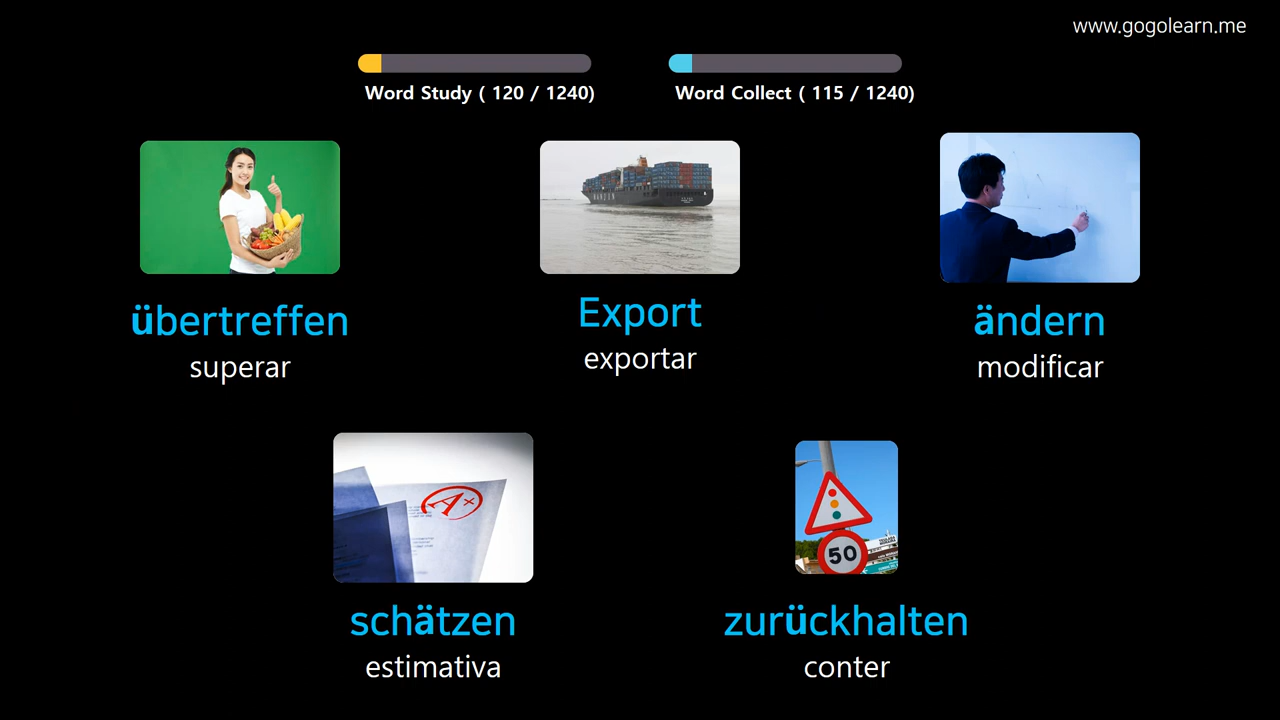 www.gogolearn.me
Word Study ( 120 / 1240)
Word Collect ( 115 / 1240)
übertreffen
superar
Export
exportar
ändern
modificar
A+
schätzen
estimativa
50
zurückhalten
conter